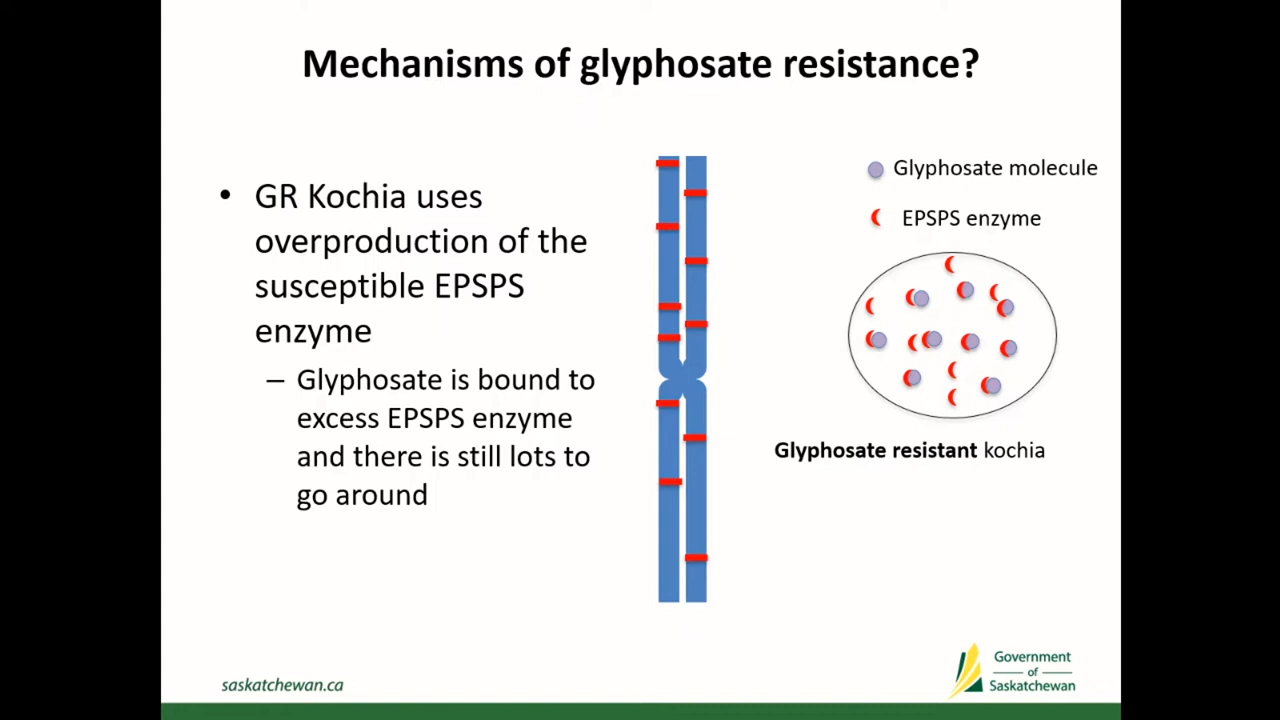 Mechanisms of glyphosate resistance?
• GR Kochia uses
overproduction of the
susceptible EPSPS
enzyme
– Glyphosate is bound to
excess EPSPS enzyme
and there is still lots to
go around
Glyphosate molecule
EPSPS enzyme
Glyphosate resistant kochia
saskatchewan.ca
Government
of
Saskatchewan